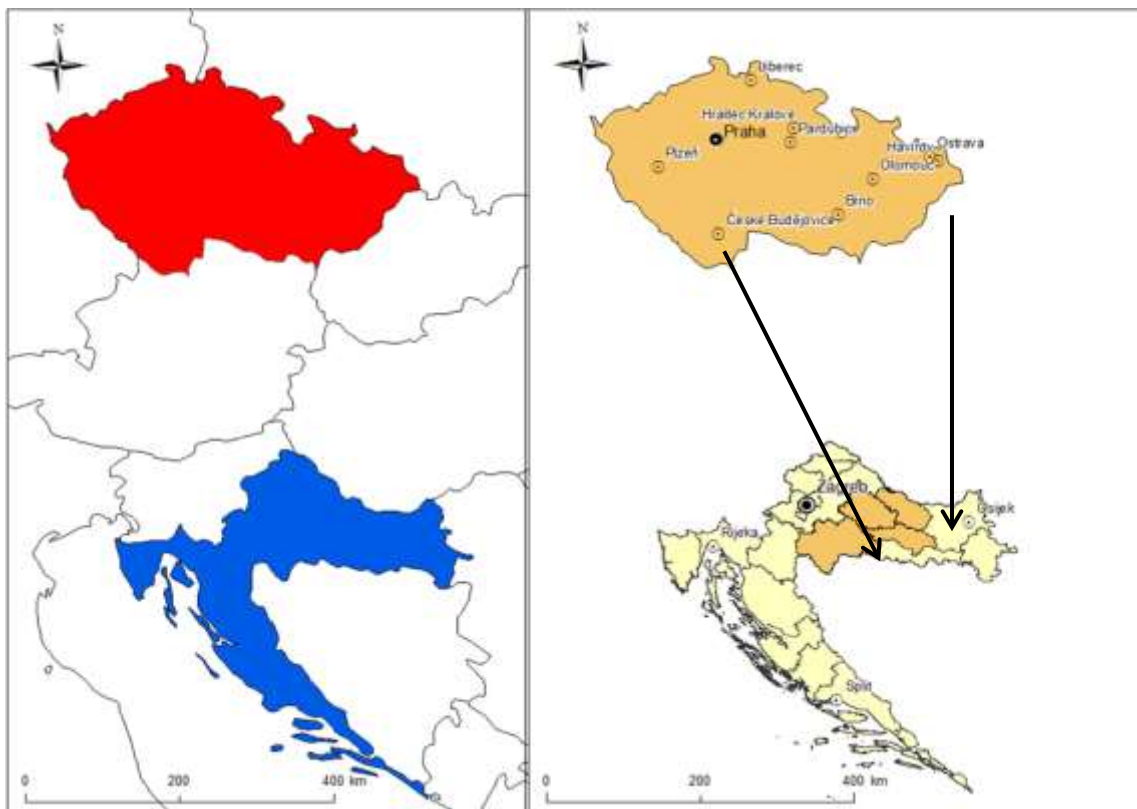 N
0 200 400 km
N
Liberec
Hradec Králové
Pardubice
Praha
Havířov
Ostrava
Plzeň
Olomouc
Brno
České Budějovice
Zagreb
Osijek
Rijeka
Split
0 200 400 km